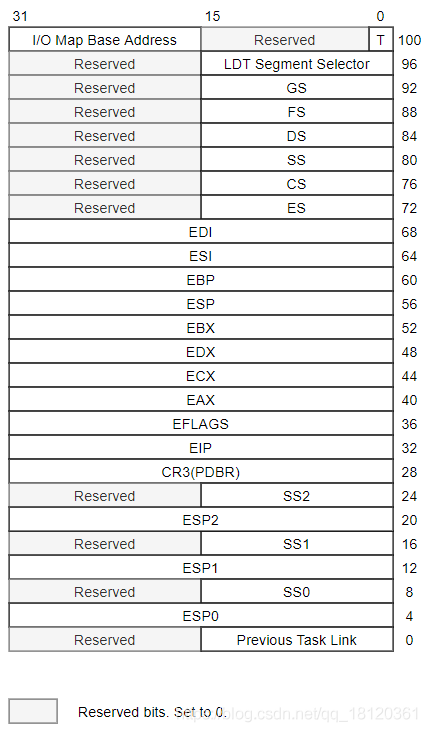 31 15 0
I/O Map Base Address Reserved T 100
Reserved LDT Segment Selector 96
Reserved GS 92
Reserved FS 88
Reserved DS 84
Reserved SS 80
Reserved CS 76
Reserved ES 72
EDI 68
ESI 64
EBP 60
ESP 56
EBX 52
EDX 48
ECX 44
EAX 40
EFLAGS 36
EIP 32
CR3(PDBR) 28
Reserved SS2 24
ESP2 20
Reserved SS1 16
ESP1 12
Reserved SS0 8
ESP0 4
Reserved Previous Task Link 0
Reserved bits. Set to 0.
https://blog.csdn.net/qq_18120361